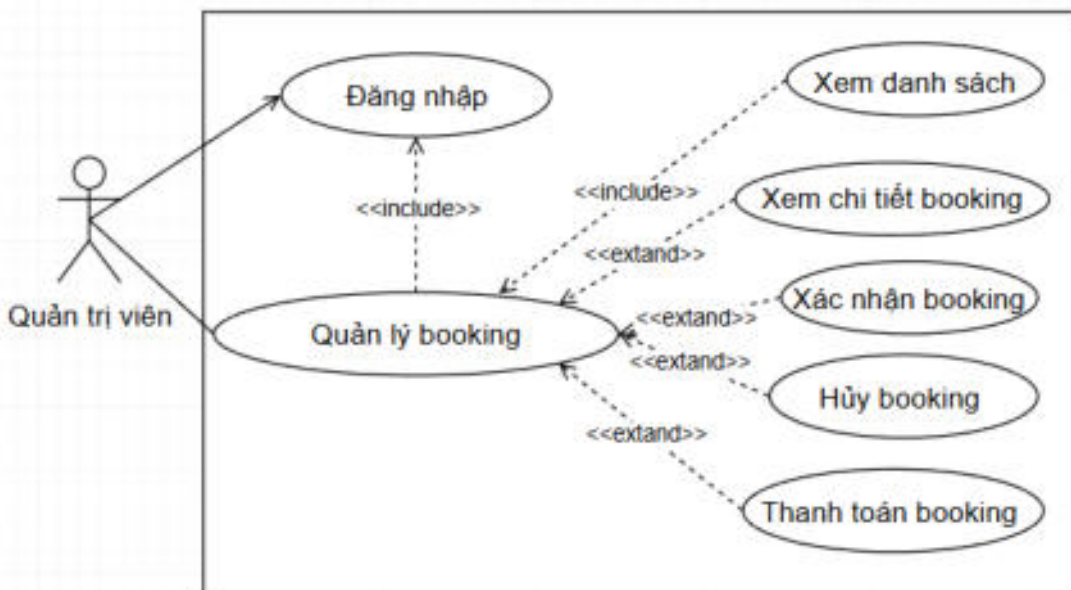 Đăng nhập
Xem danh sách
<<include>>
<<include>>
Xem chi tiết booking
<<extand>>
Quản trị viên
Quản lý booking
<<extand>>
Xác nhận booking
<<extand>>
Hủy booking
<<extand>>
Thanh toán booking